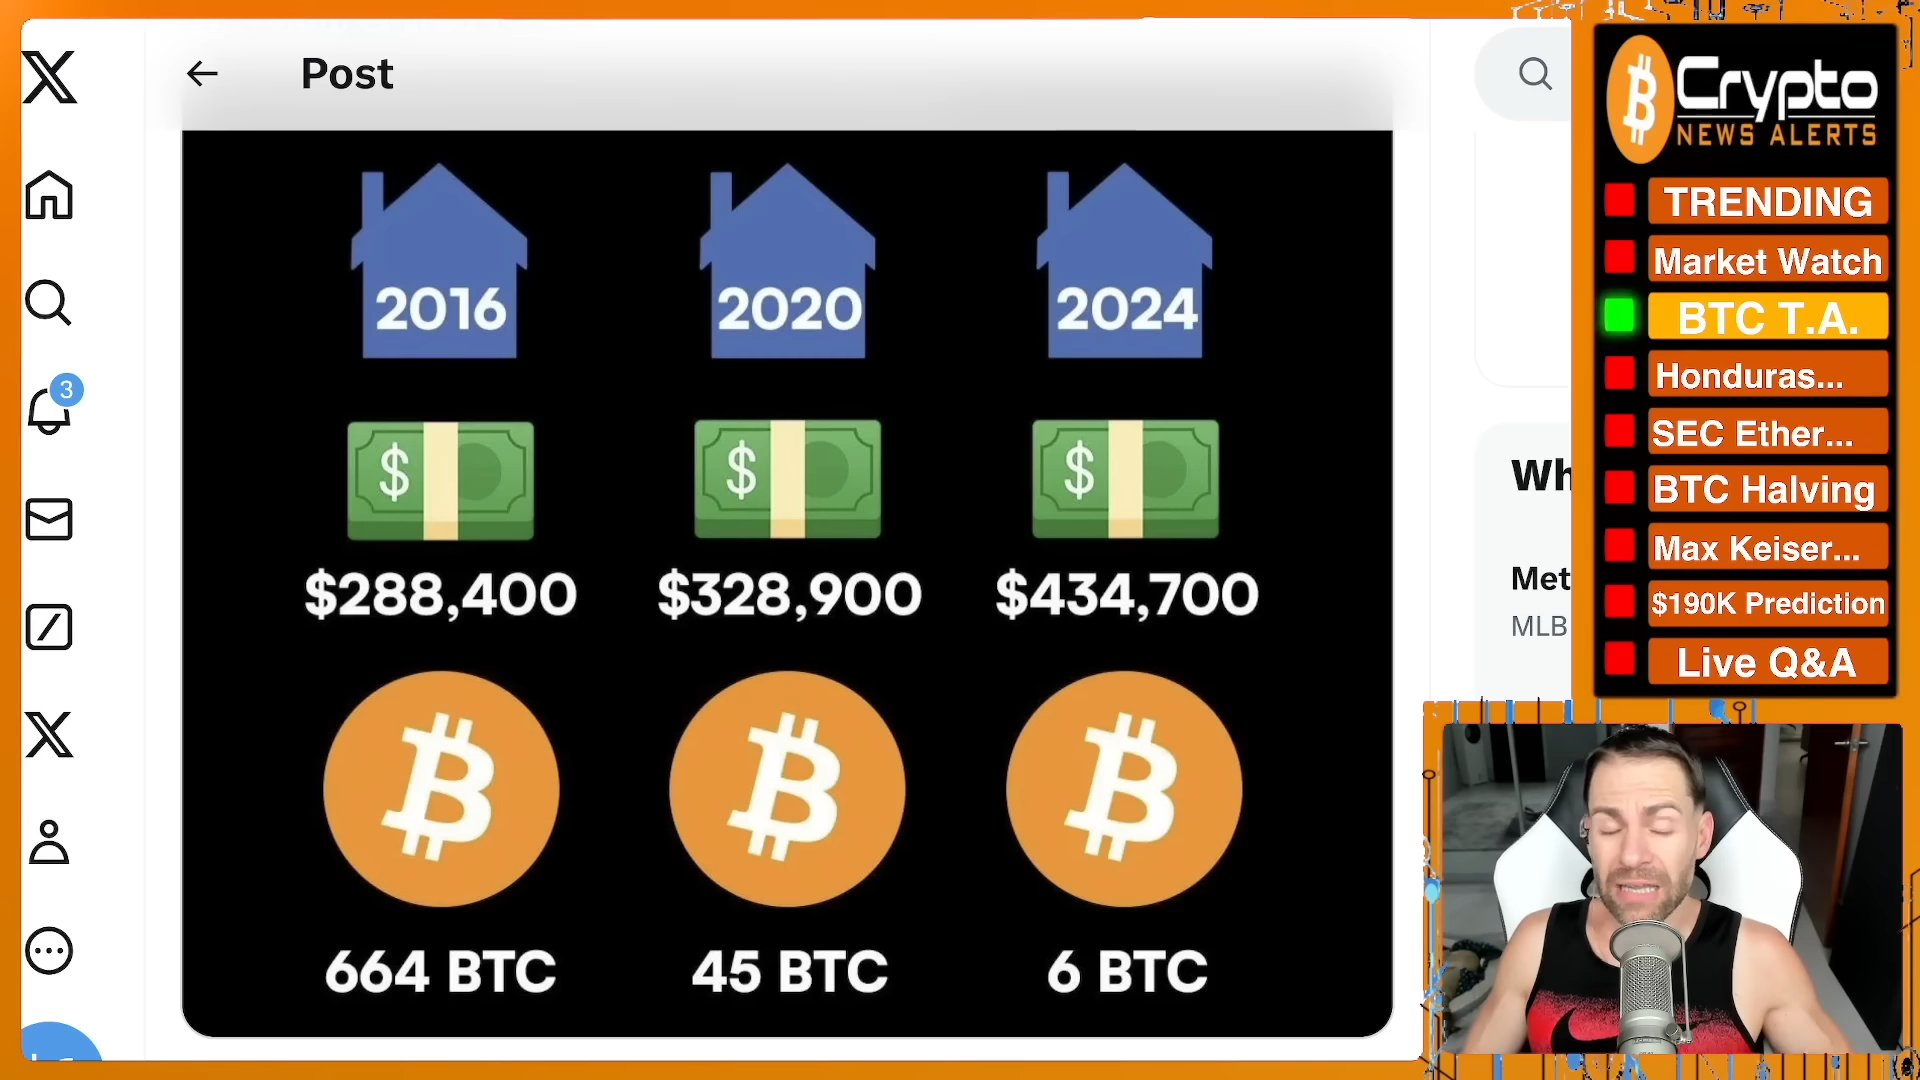 Post
3
2016
2020
2024
$ $ $
$288,400
$328,900
$434,700
664 BTC
45 BTC
6 BTC
Wh
Met
MLB
Crypto
NEWS ALERTS
TRENDING
Market Watch
BTC T.A.
Honduras...
SEC Ether...
BTC Halving
Max Keiser...
$190K Prediction
Live Q&A